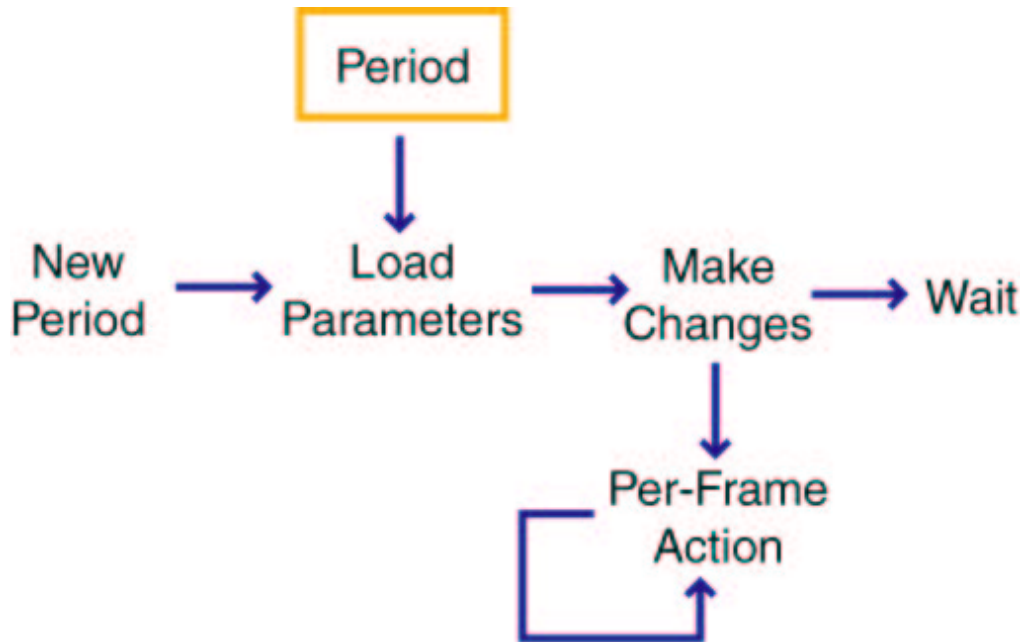 Period
New
Period
Load
Parameters
Make
Changes
Wait
Per-Frame
Action